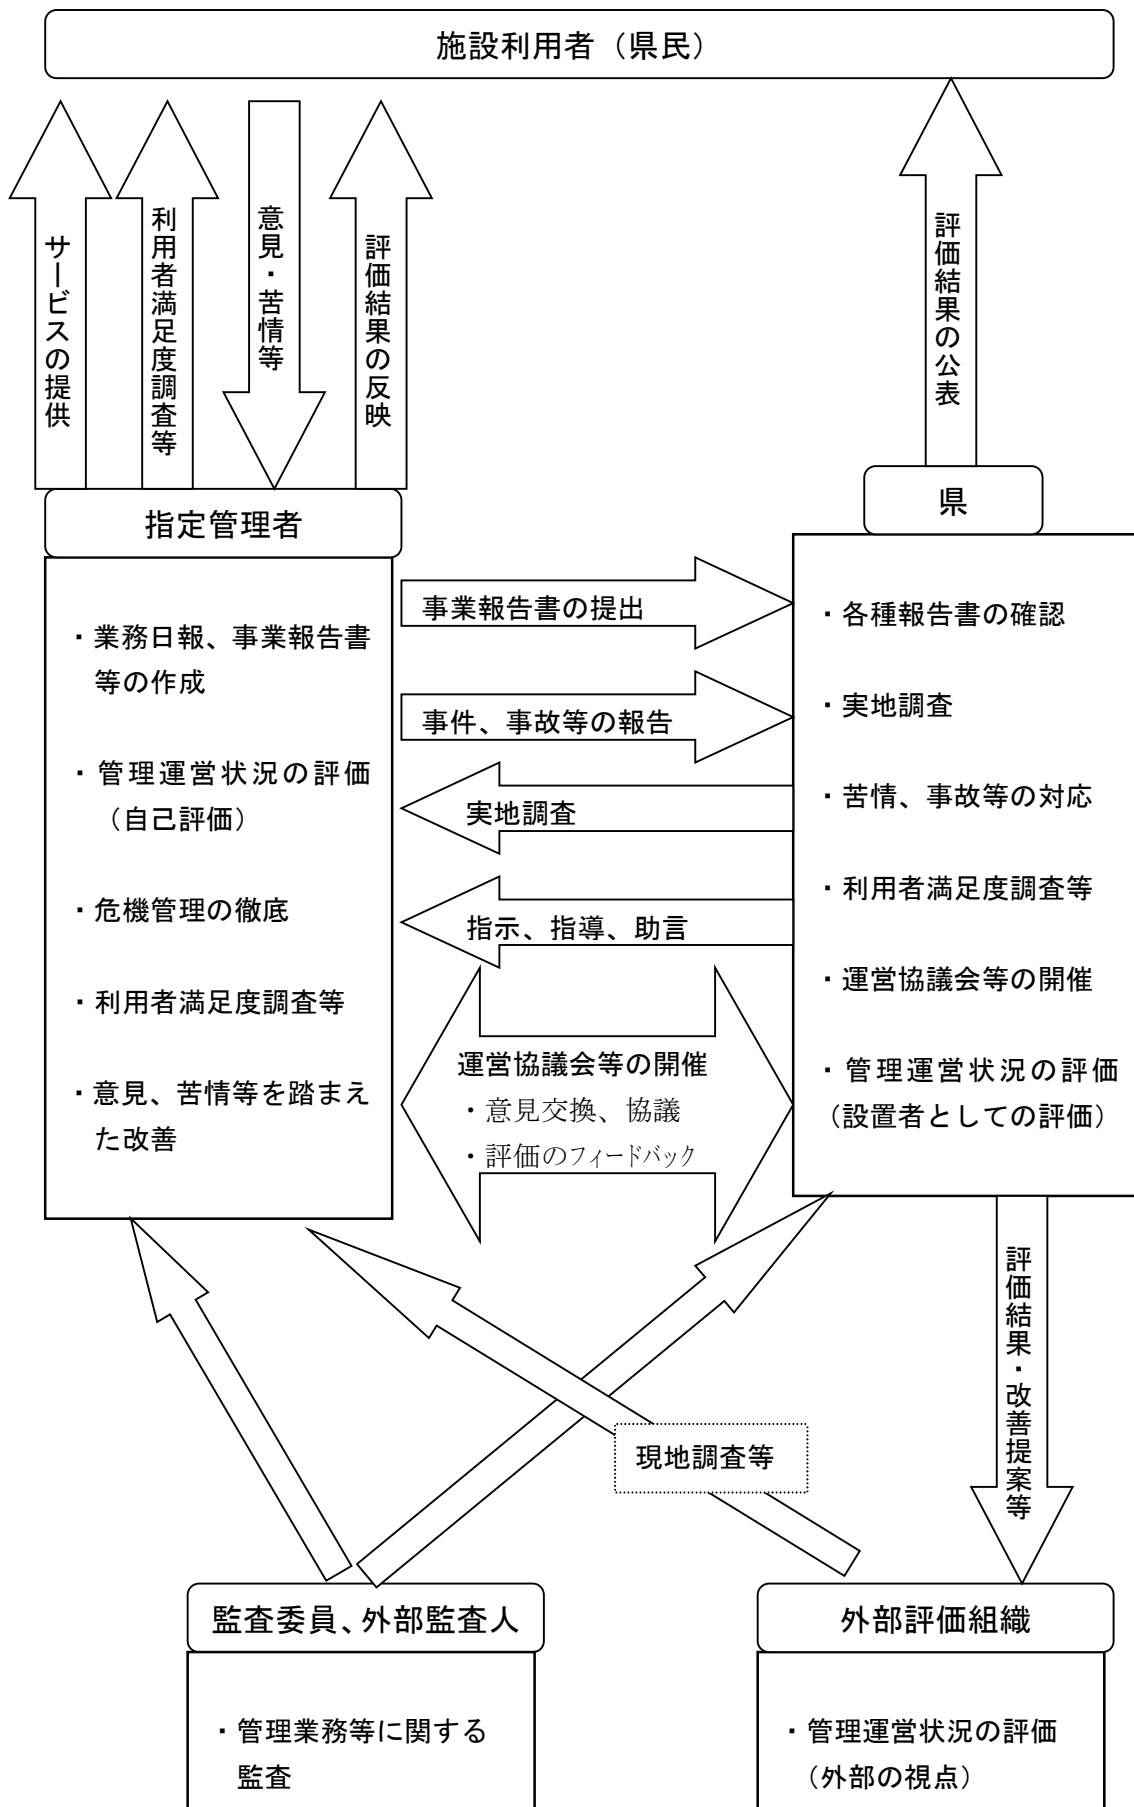 施設利用者（県民）
サービスの提供
利用者満足度調査等
意見・苦情等
評価結果の反映
評価結果の公表
指定管理者
県
・業務日報、事業報告書
等の作成
・管理運営状況の評価
（自己評価）
・危機管理の徹底
・利用者満足度調査等
・意見、苦情等を踏まえ
た改善
事業報告書の提出
事件、事故等の報告
実地調査
指示、指導、助言
運営協議会等の開催
・意見交換、協議
・評価のフィードバック
・各種報告書の確認
・実地調査
・苦情、事故等の対応
・利用者満足度調査等
・運営協議会等の開催
・管理運営状況の評価
（設置者としての評価）
評価結果・改善提案等
現地調査等
監査委員、外部監査人
・管理業務等に関する
監査
外部評価組織
・管理運営状況の評価
（外部の視点）